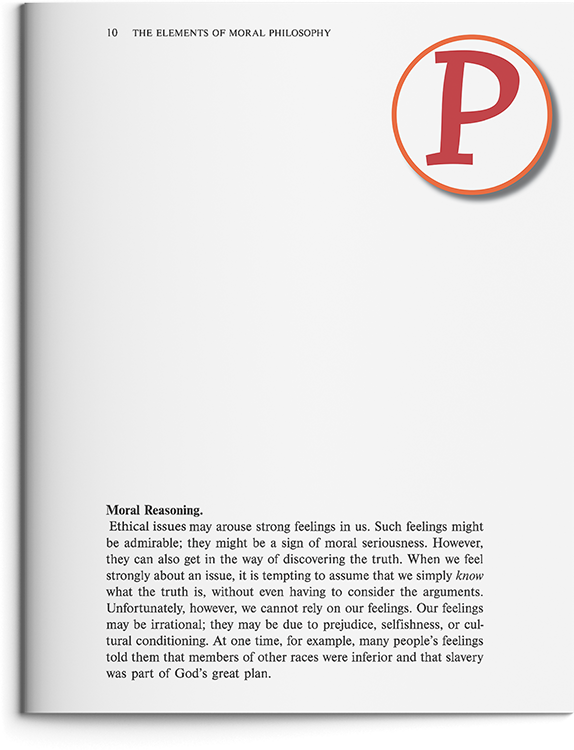 10 THE ELEMENTS OF MORAL PHILOSOPHY
P
Moral Reasoning.
Ethical issues may arouse strong feelings in us. Such feelings might
be admirable; they might be a sign of moral seriousness. However,
they can also get in the way of discovering the truth. When we feel
strongly about an issue, it is tempting to assume that we simply know
what the truth is, without even having to consider the arguments.
Unfortunately, however, we cannot rely on our feelings. Our feelings
may be irrational; they may be due to prejudice, selfishness, or cul-
tural conditioning. At one time, for example, many people’s feelings
told them that members of other races were inferior and that slavery
was part of God’s great plan.